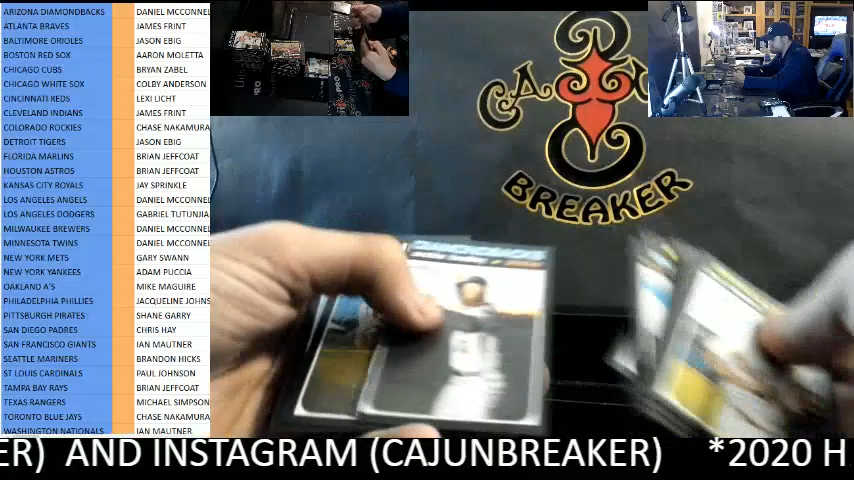 ARIZONA DIAMONDBACKS DANIEL MCCONNEL
ATLANTA BRAVES JAMES FRINT
BALTIMORE ORIOLES JASON EBIG
BOSTON RED SOX AARON MOLETTA
CHICAGO CUBS BRYAN ZABEL
CHICAGO WHITE SOX COLBY ANDERSON
CINCINNATI REDS LEXI LICHT
CLEVELAND INDIANS JAMES FRINT
COLORADO ROCKIES CHASE NAKAMURA
DETROIT TIGERS JASON EBIG
FLORIDA MARLINS BRIAN JEFFCOAT
HOUSTON ASTROS BRIAN JEFFCOAT
KANSAS CITY ROYALS JAY SPRINKLE
LOS ANGELES ANGELS DANIEL MCCONNEL
LOS ANGELES DODGERS GABRIEL TUTUNJIA
MILWAUKEE BREWERS DANIEL MCCONNEL
MINNESOTA TWINS DANIEL MCCONNEL
NEW YORK METS GARY SWANN
NEW YORK YANKEES ADAM PUCCIA
OAKLAND A'S MIKE MAGUIRE
PHILADELPHIA PHILLIES JACQUELINE JOHNS
PITTSBURGH PIRATES SHANE GARRY
SAN DIEGO PADRES CHRIS HAY
SAN FRANCISCO GIANTS IAN MAUTNER
SEATTLE MARINERS BRANDON HICKS
ST LOUIS CARDINALS PAUL JOHNSON
TAMPA BAY RAYS BRIAN JEFFCOAT
TEXAS RANGERS MICHAEL SIMPSON
TORONTO BLUE JAYS CHASE NAKAMURA
WASHINGTON NATIONALS IAN MAUTNER
CAJU
BREAKER
ER) AND INSTAGRAM (CAJUNBREAKER) *2020 H